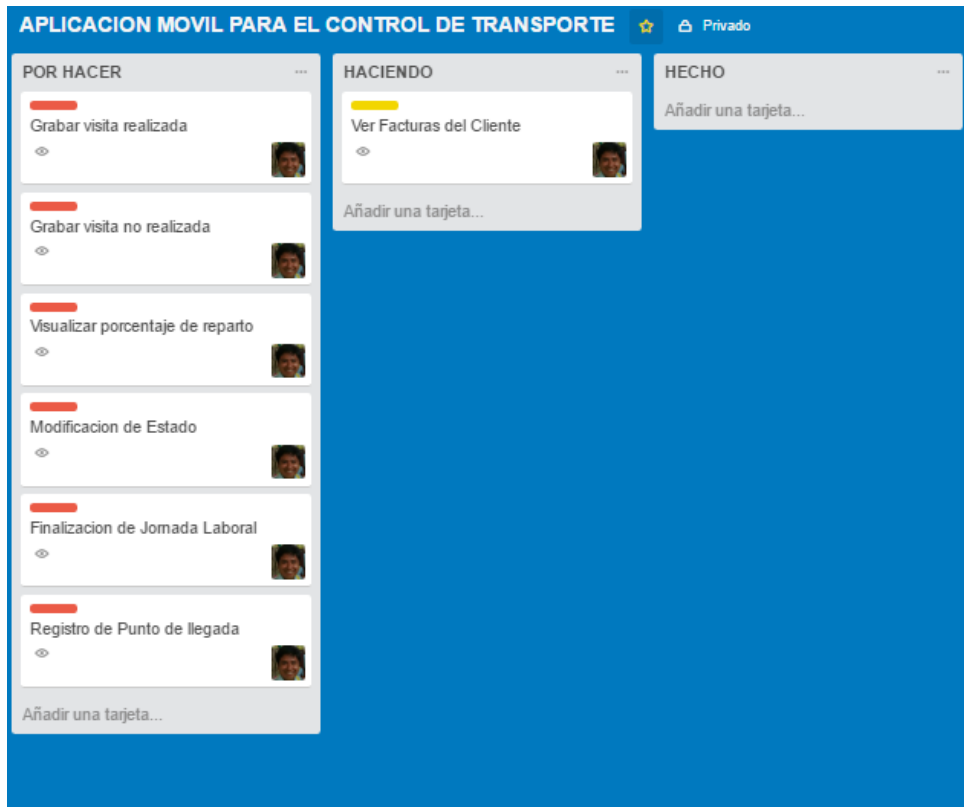 APLICACION MOVIL PARA EL CONTROL DE TRANSPORTE Privado
POR HACER
Grabar visita realizada
Grabar visita no realizada
Visualizar porcentaje de reparto
Modificacion de Estado
Finalizacion de Jornada Laboral
Registro de Punto de llegada
Añadir una tarjeta...
HACIENDO
Ver Facturas del Cliente
Añadir una tarjeta...
HECHO
Añadir una tarjeta...